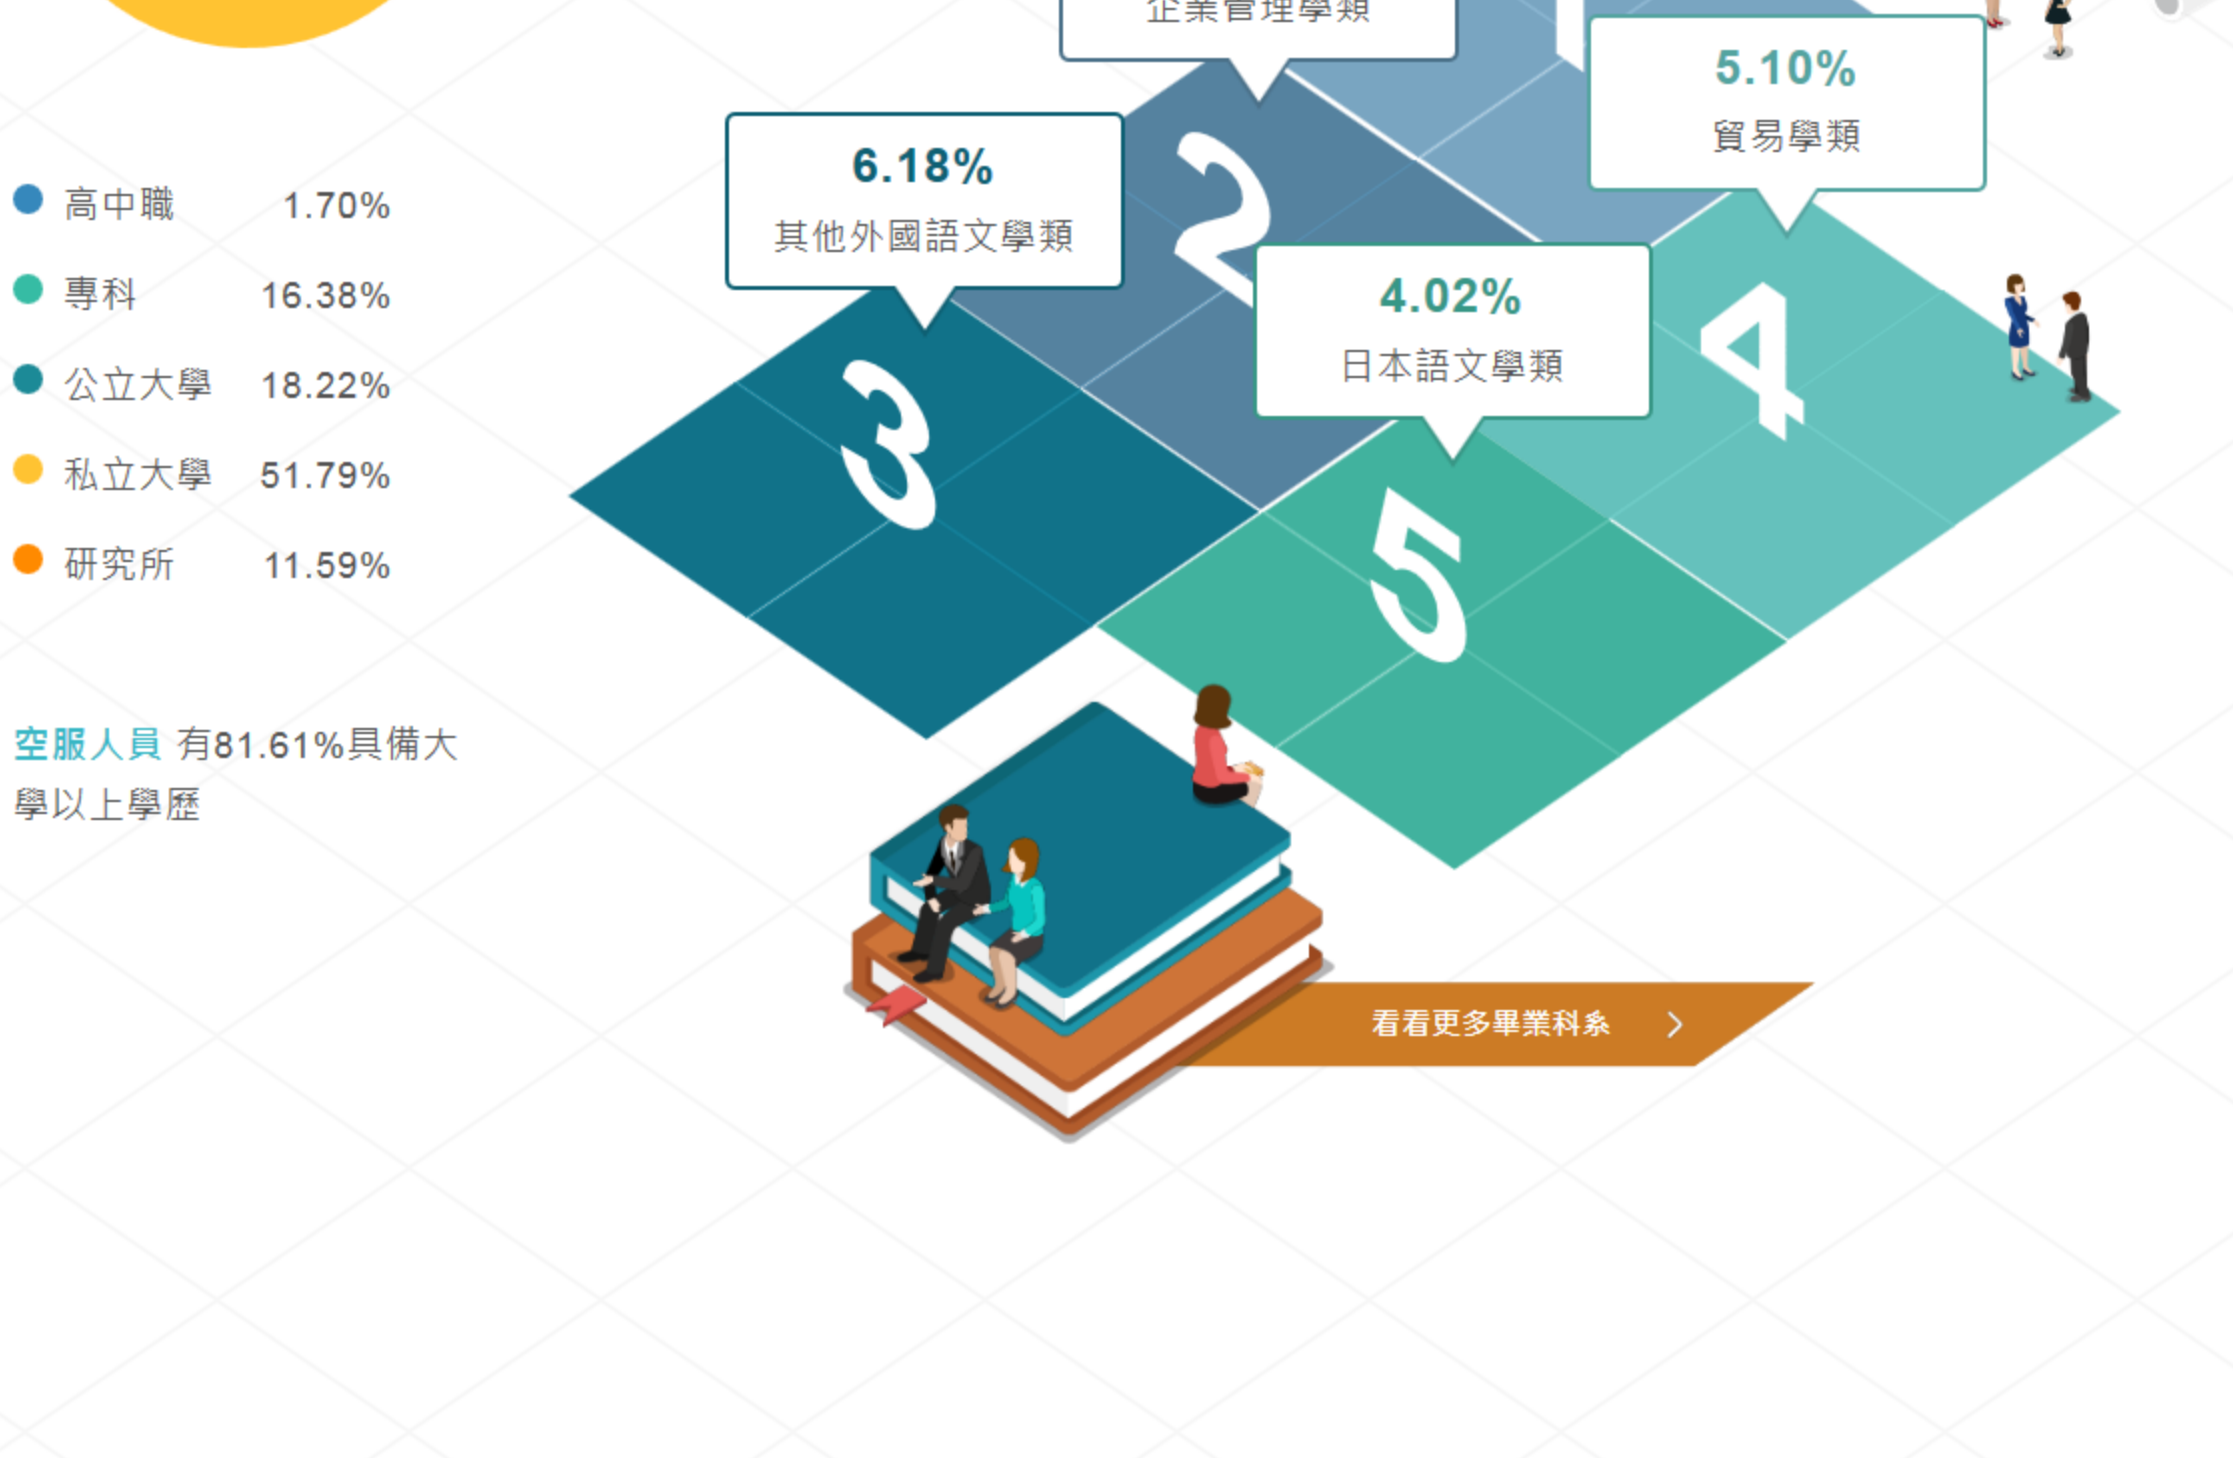 企業管理學類
5.10%
貿易學類
6.18%
其他外國語文學類
2
4.02%
日本語文學類
3
4
5
高中職 1.70%
專科 16.38%
公立大學 18.22%
私立大學 51.79%
研究所 11.59%
空服人員 有81.61%具備大
學以上學歷
看看更多畢業科系